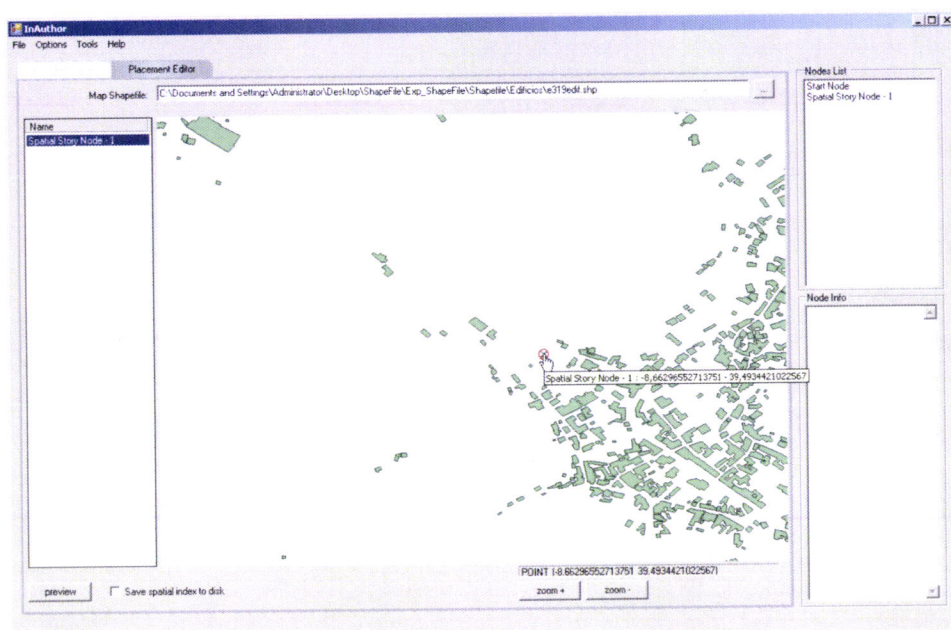 InAuthor
File Options Tools Help
Placement Editor
Map Shapefile: C:\Documents and Settings\Administrator\Desktop\ShapeFile\Exp_ShapeFile\Shapefile\Edificios\e319edif.shp ...
Name
Spatial Story Node - 1
Spatial Story Node - 1 : -8,66296552713751 - 39,4934421022567
POINT (-8.66296552713751 39.4934421022567)
preview
Save spatial index to disk
zoom +
zoom -
Nodes List
Start Node
Spatial Story Node - 1
Node Info